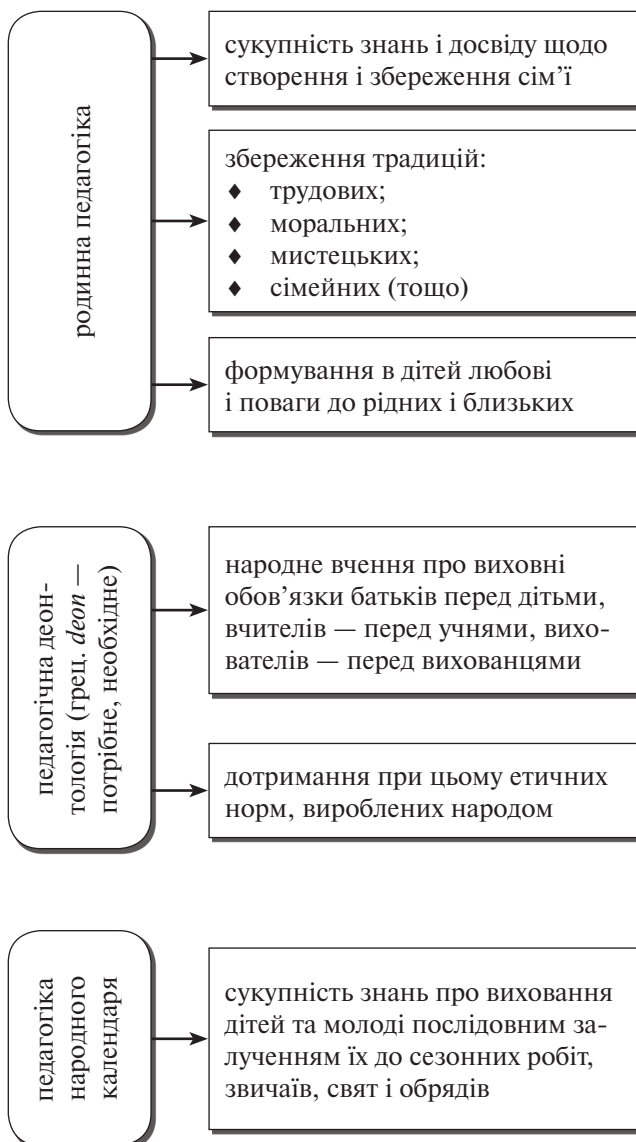 родинна педагогіка
сукупність знань і досвіду щодо
створення і збереження сім’ї
збереження традицій:
♦ трудових;
♦ моральних;
♦ мистецьких;
♦ сімейних (тощо)
формування в дітей любові
і поваги до рідних і близьких
педагогічна деон-
тологія (грец. deon —
потрібне, необхідне)
народне вчення про виховні
обов’язки батьків перед дітьми,
вчителів — перед учнями, вихо-
вателів — перед вихованцями
дотримання при цьому етичних
норм, вироблених народом
педагогіка
народного
календаря
сукупність знань про виховання
дітей та молоді послідовним за-
лученням їх до сезонних робіт,
звичаїв, свят і обрядів